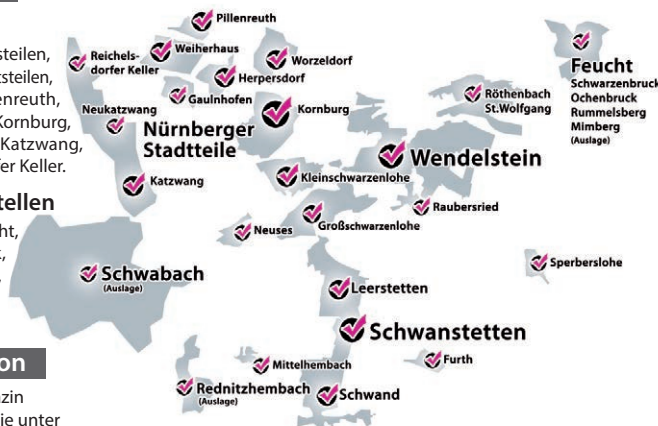 steilen,
tsteilen,
enreuth,
Kornburg,
Katzwang,
fer Keller.
tellen
ht,
k,
on
zin
ie unter
Pillenreuth
Reichels-
dorfer Keller
Weiherhaus
Worzeldorf
Herpersdorf
Gaulnhofen
Neukatzwang
Kornburg
Nürnberger
Stadtteile
Katzwang
Röthenbach
St.Wolfgang
Feucht
Schwarzenbruck
Ochenbruck
Rummelsberg
Mimberg
(Auslage)
Wendelstein
Kleinschwarzenlohe
Raubersried
Großschwarzenlohe
Neuses
Sperberslohe
Schwabach
(Auslage)
Leerstetten
Schwanstetten
Mittelhembach
Furth
Rednitzhembach
(Auslage)
Schwand